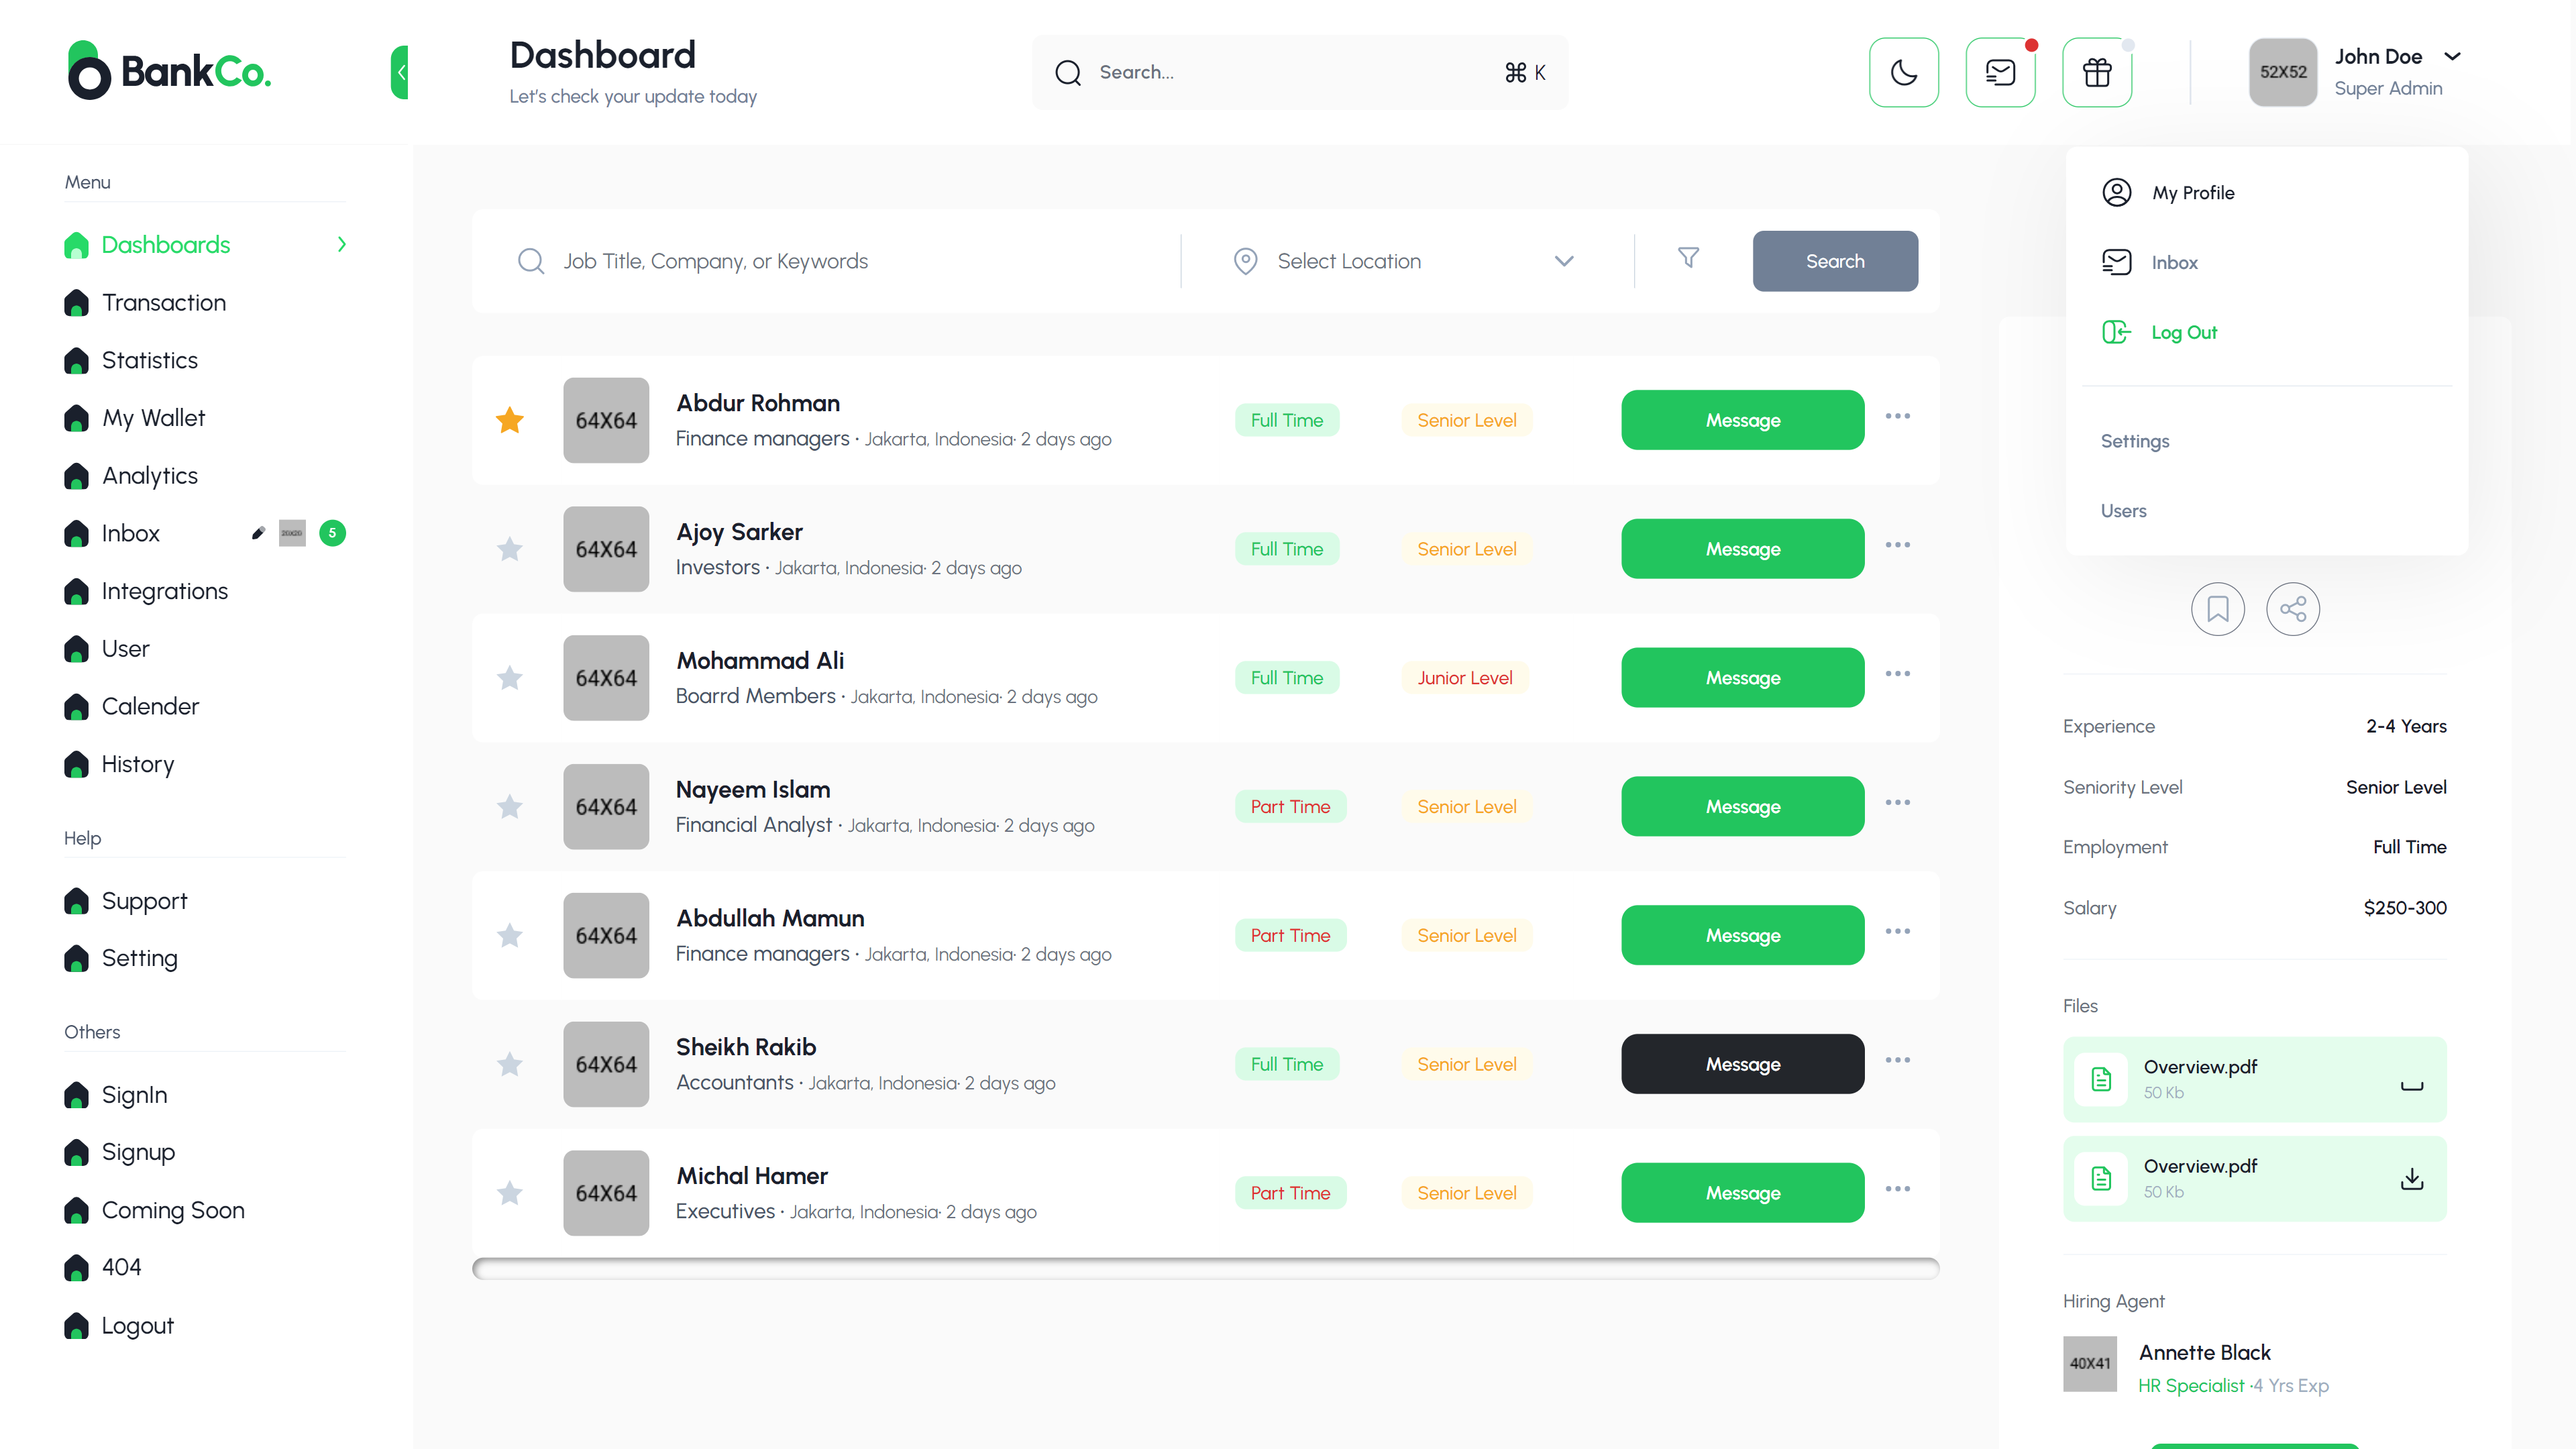 BankCo.
Dashboard
Let's check your update today
Search...
⌘ K
52X52
John Doe
Super Admin
Menu
Dashboards
Transaction
Statistics
My Wallet
Analytics
Inbox
5
Integrations
User
Calender
History
Help
Support
Setting
Others
SignIn
Signup
Coming Soon
404
Logout
Job Title, Company, or Keywords
Select Location
Search
64X64
Abdur Rohman
Finance managers · Jakarta, Indonesia· 2 days ago
Full Time
Senior Level
Message
64X64
Ajoy Sarker
Investors · Jakarta, Indonesia· 2 days ago
Full Time
Senior Level
Message
64X64
Mohammad Ali
Boarrd Members · Jakarta, Indonesia· 2 days ago
Full Time
Junior Level
Message
64X64
Nayeem Islam
Financial Analyst · Jakarta, Indonesia· 2 days ago
Part Time
Senior Level
Message
64X64
Abdullah Mamun
Finance managers · Jakarta, Indonesia· 2 days ago
Part Time
Senior Level
Message
64X64
Sheikh Rakib
Accountants · Jakarta, Indonesia· 2 days ago
Full Time
Senior Level
Message
64X64
Michal Hamer
Executives · Jakarta, Indonesia· 2 days ago
Part Time
Senior Level
Message
My Profile
Inbox
Log Out
Settings
Users
Experience
2-4 Years
Seniority Level
Senior Level
Employment
Full Time
Salary
$250-300
Files
Overview.pdf
50 Kb
Overview.pdf
50 Kb
Hiring Agent
40X41
Annette Black
HR Specialist ·4 Yrs Exp